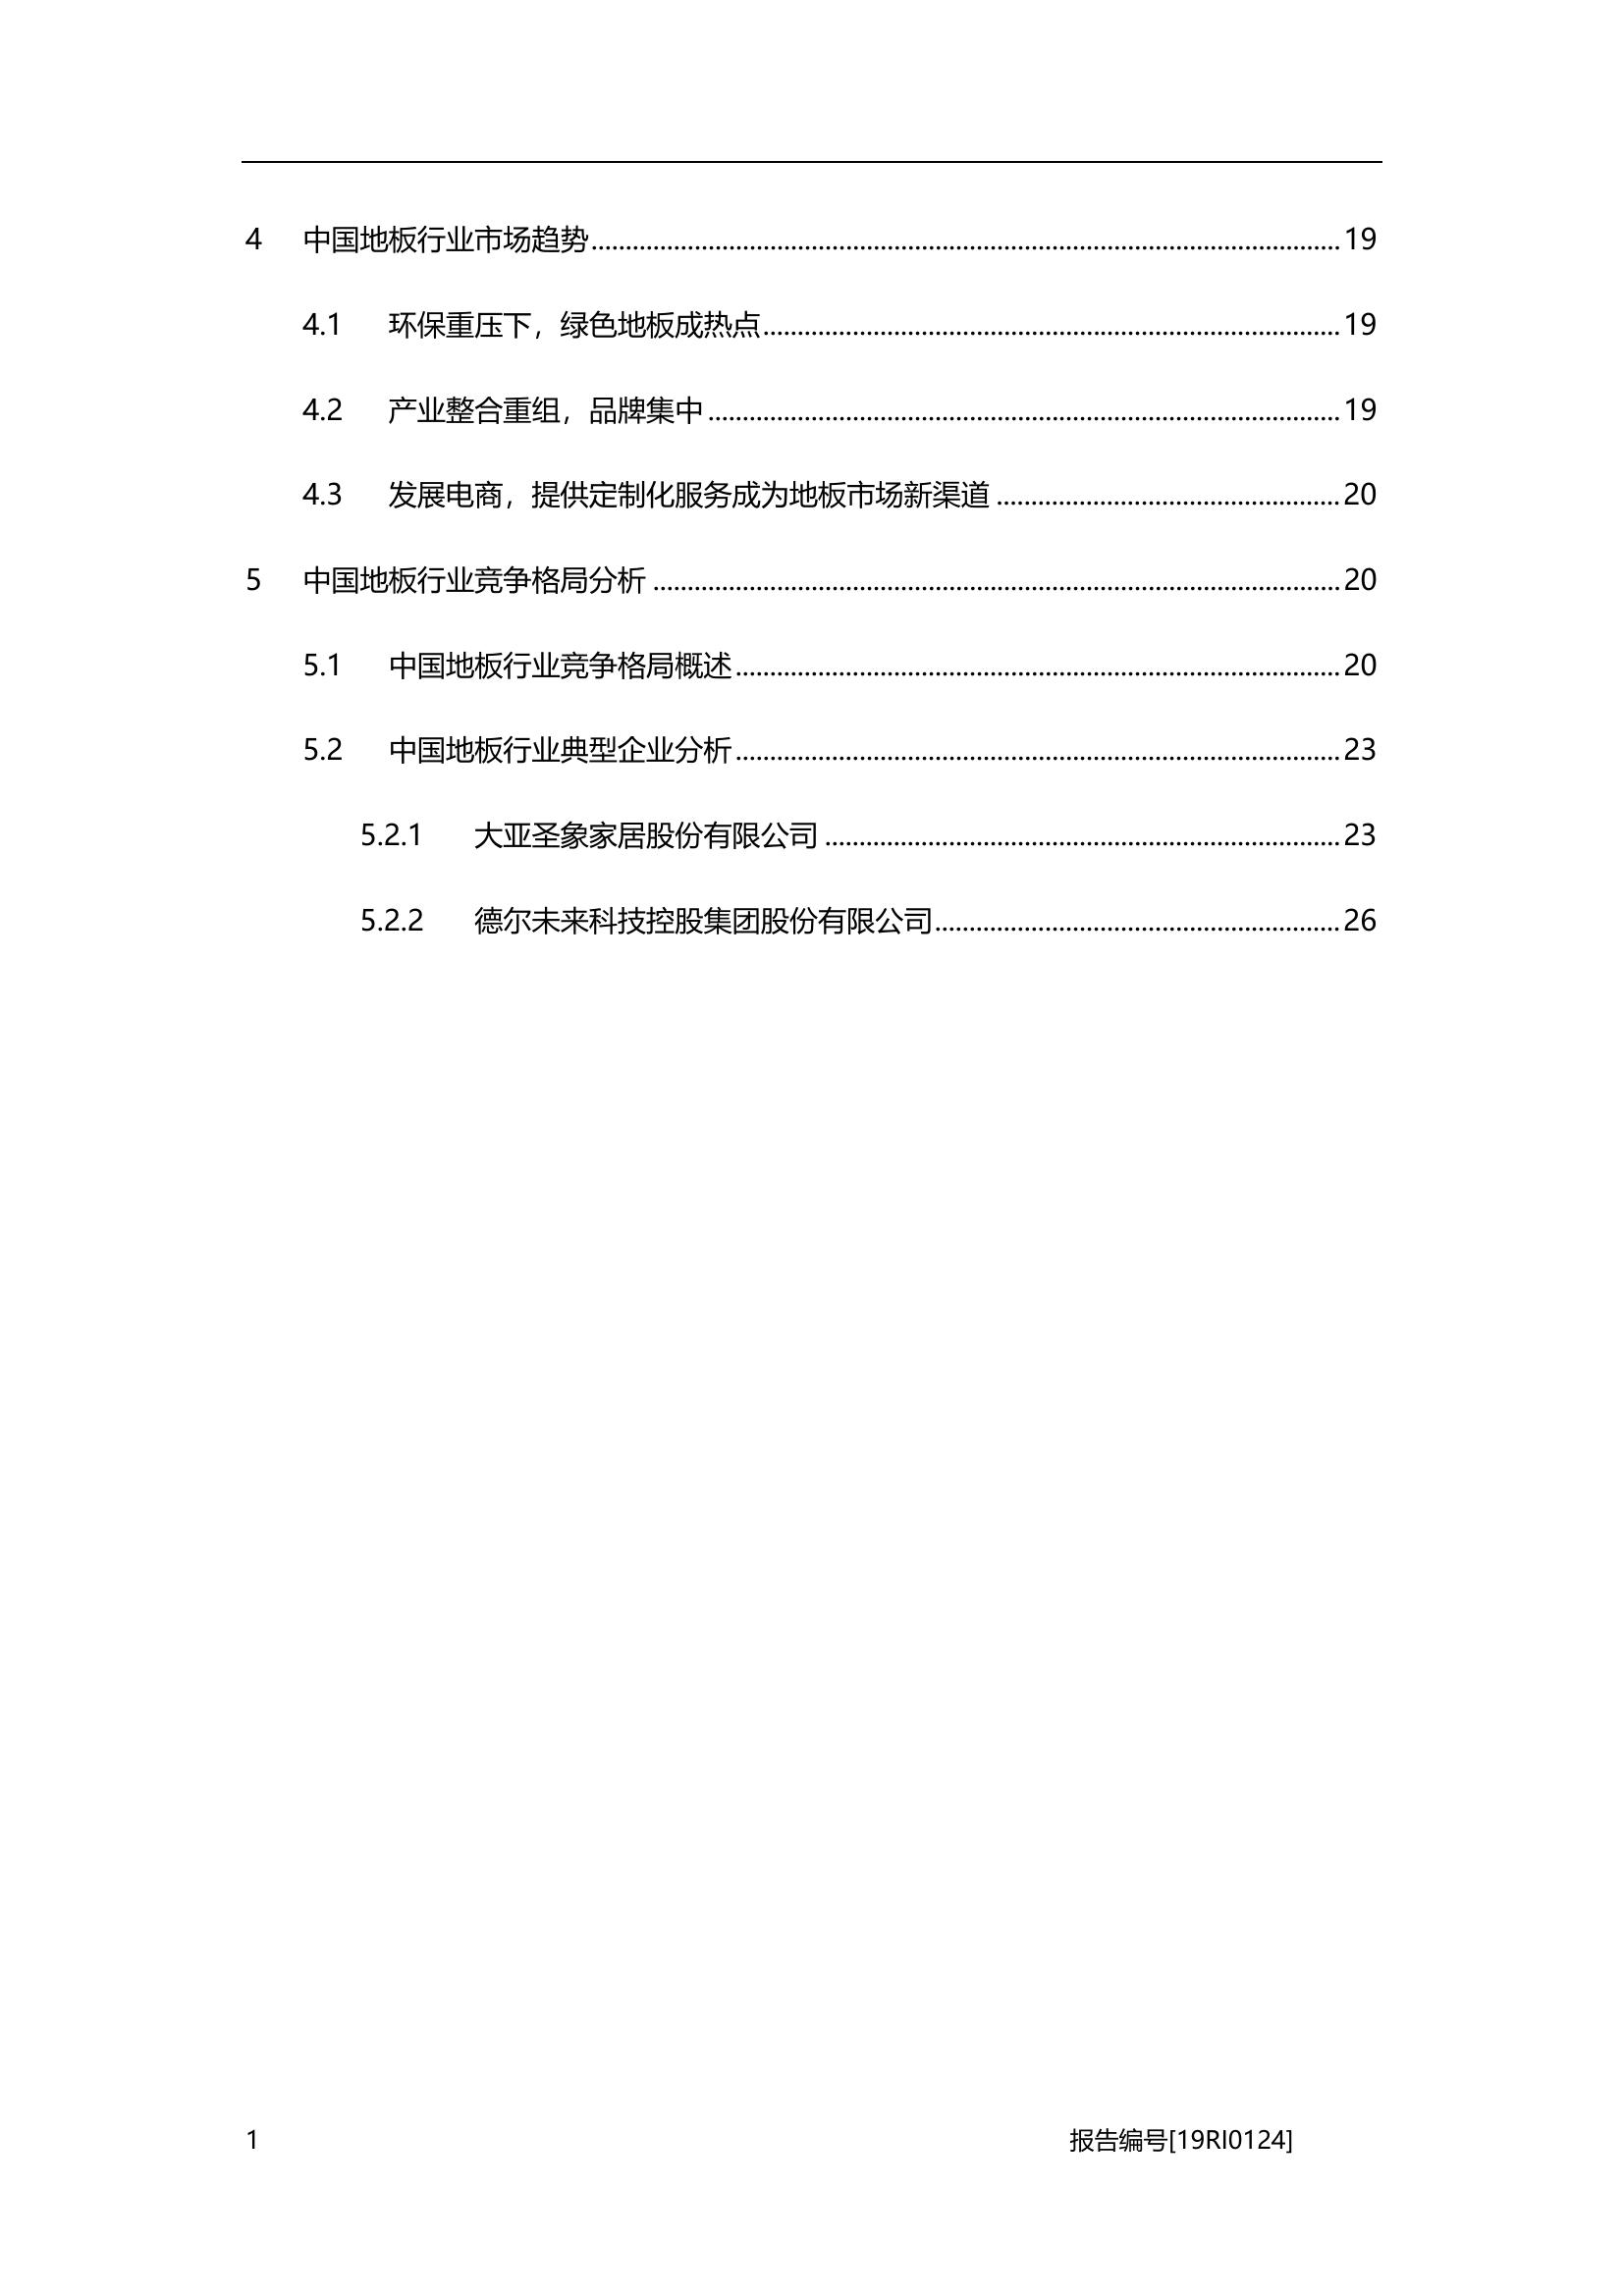 4 中国地板行业市场趋势 19
4.1 环保重压下，绿色地板成热点 19
4.2 产业整合重组，品牌集中 19
4.3 发展电商，提供定制化服务成为地板市场新渠道 20
5 中国地板行业竞争格局分析 20
5.1 中国地板行业竞争格局概述 20
5.2 中国地板行业典型企业分析 23
5.2.1 大亚圣象家居股份有限公司 23
5.2.2 德尔未来科技控股集团股份有限公司 26
1 报告编号[19RI0124]